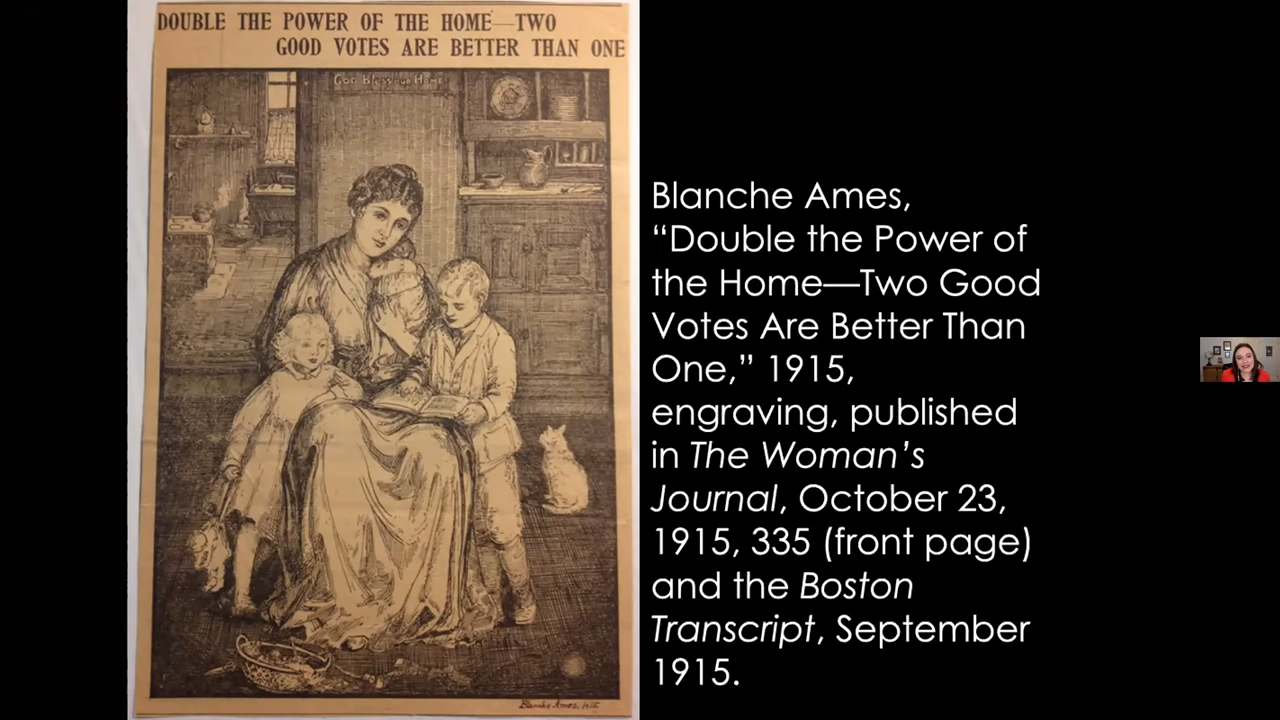 DOUBLE THE POWER OF THE HOME—TWO
GOOD VOTES ARE BETTER THAN ONE
God Bless our Home
Blanche Ames, 1915
Blanche Ames,
“Double the Power of
the Home—Two Good
Votes Are Better Than
One,” 1915,
engraving, published
in The Woman’s
Journal, October 23,
1915, 335 (front page)
and the Boston
Transcript, September
1915.